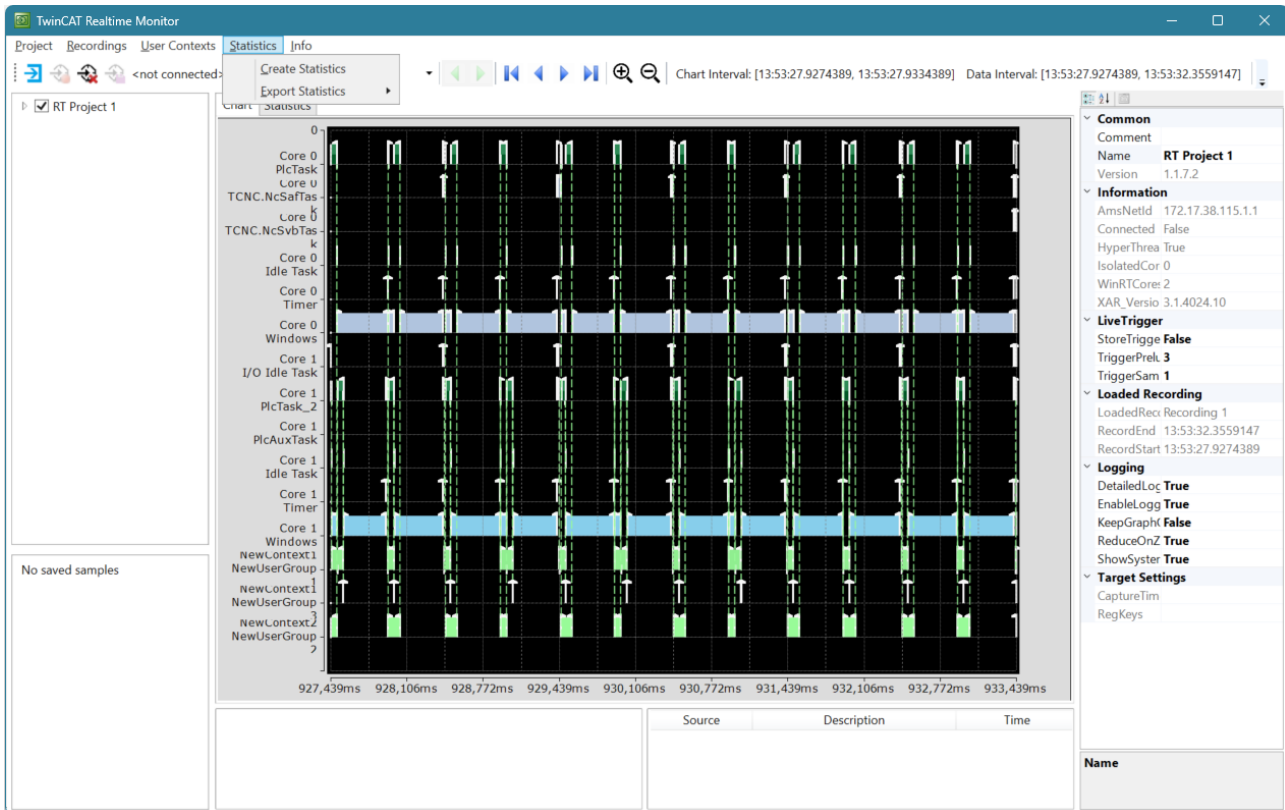 TwinCAT Realtime Monitor
Project Recordings User Contexts Statistics Info
<not connected> Chart Interval: [13:53:27.9274389, 13:53:27.9334389] Data Interval: [13:53:27.9274389, 13:53:32.3559147]
Create Statistics
Export Statistics
RT Project 1
Chart Statistics
0
Core 0
PlcTask
Core 0
TCNC.NcSafTas
k
Core 0
TCNC.NcSvbTas
k
Core 0
Idle Task
Core 0
Timer
Core 0
Windows
Core 1
I/O Idle Task
Core 1
PlcTask_2
Core 1
PlcAuxTask
Core 1
Idle Task
Core 1
Timer
Core 1
Windows
NewContext1
NewUserGroup
1
NewContext1
NewUserGroup
3
NewContext2
NewUserGroup
2
927,439ms 928,106ms 928,772ms 929,439ms 930,106ms 930,772ms 931,439ms 932,106ms 932,772ms 933,439ms
No saved samples
Source Description Time
Common
Comment
Name RT Project 1
Version 1.1.7.2
Information
AmsNetId 172.17.38.115.1.1
Connected False
HyperThrea True
IsolatedCor 0
WinRTCore: 2
XAR_Versio 3.1.4024.10
LiveTrigger
StoreTrigge False
TriggerPrelu 3
TriggerSam 1
Loaded Recording
LoadedReco Recording 1
RecordEnd 13:53:32.3559147
RecordStart 13:53:27.9274389
Logging
DetailedLog True
EnableLogg True
KeepGraph( False
ReduceOnZ True
ShowSyster True
Target Settings
CaptureTim
RegKeys
Name